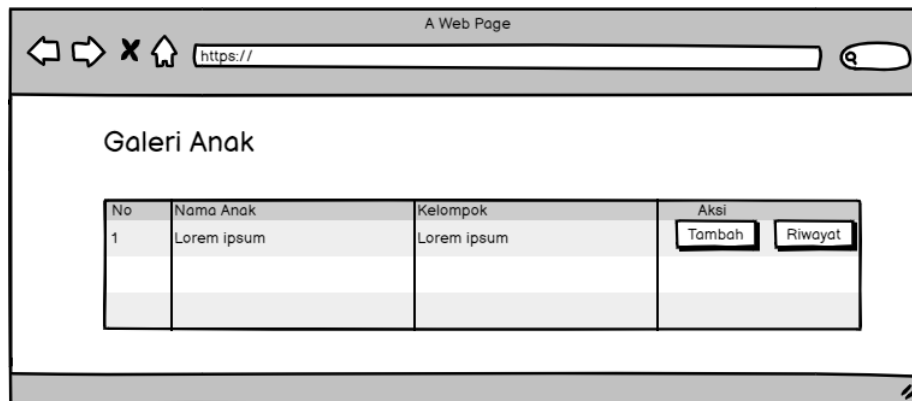 A Web Page
https://
Galeri Anak
No Nama Anak Kelompok Aksi
1 Lorem ipsum Lorem ipsum Tambah Riwayat